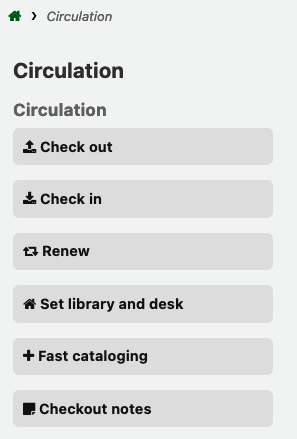 Circulation
Circulation
Circulation
Check out
Check in
Renew
Set library and desk
Fast cataloging
Checkout notes